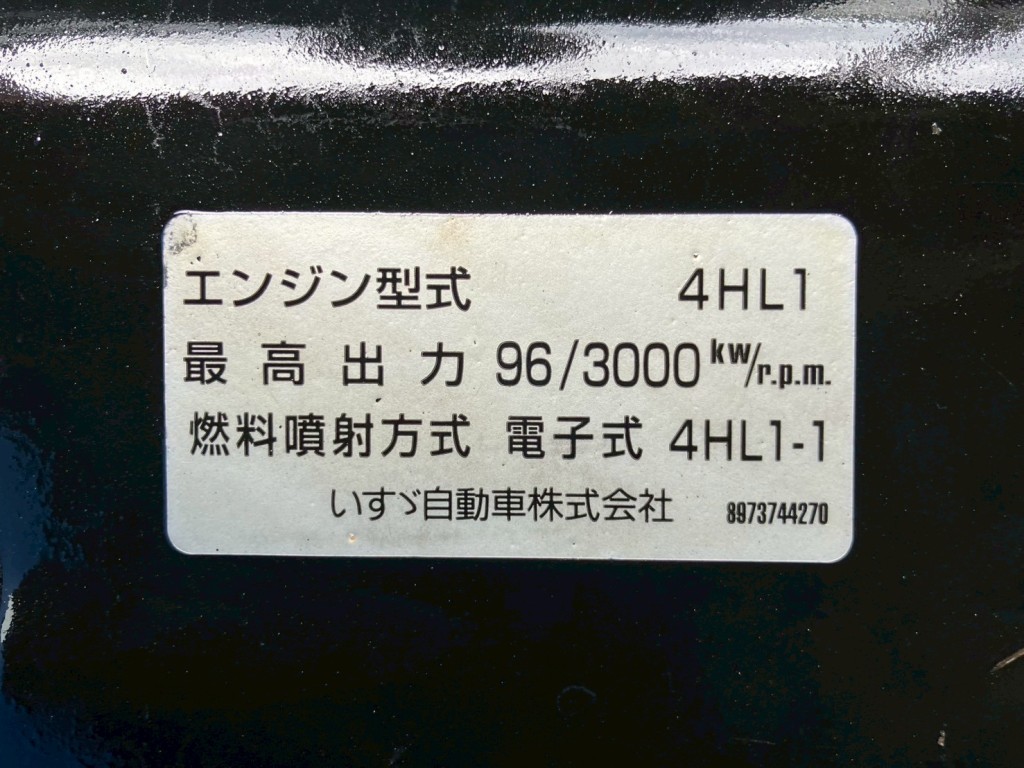 エンジン型式 4HL1
最高出力 96/3000 kW/r.p.m.
燃料噴射方式 電子式 4HL1-1
いすゞ自動車株式会社 8973744270